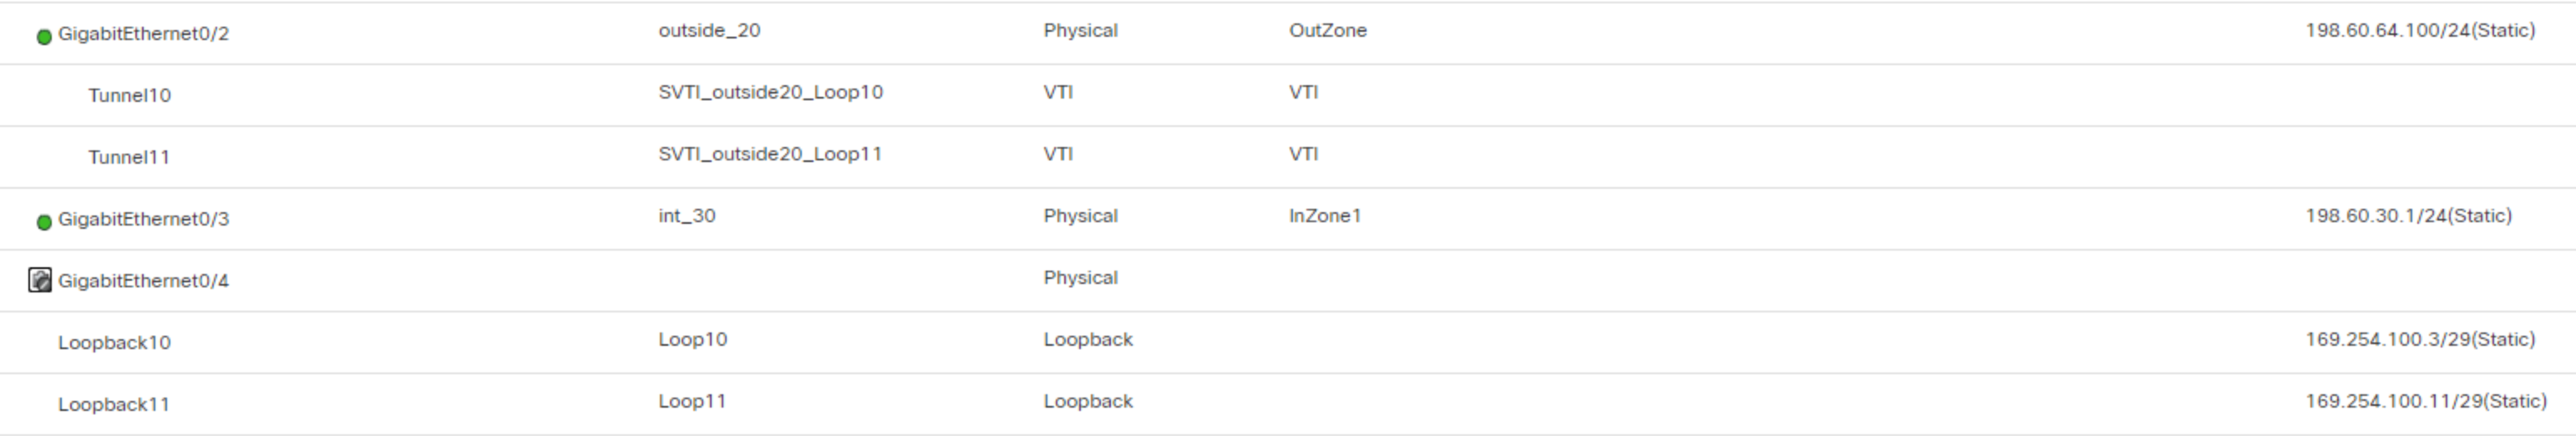 GigabitEthernet0/2 outside_20 Physical OutZone 198.60.64.100/24(Static)
Tunnel10 SVTI_outside20_Loop10 VTI VTI
Tunnel11 SVTI_outside20_Loop11 VTI VTI
GigabitEthernet0/3 int_30 Physical InZone1 198.60.30.1/24(Static)
GigabitEthernet0/4 Physical
Loopback10 Loop10 Loopback 169.254.100.3/29(Static)
Loopback11 Loop11 Loopback 169.254.100.11/29(Static)